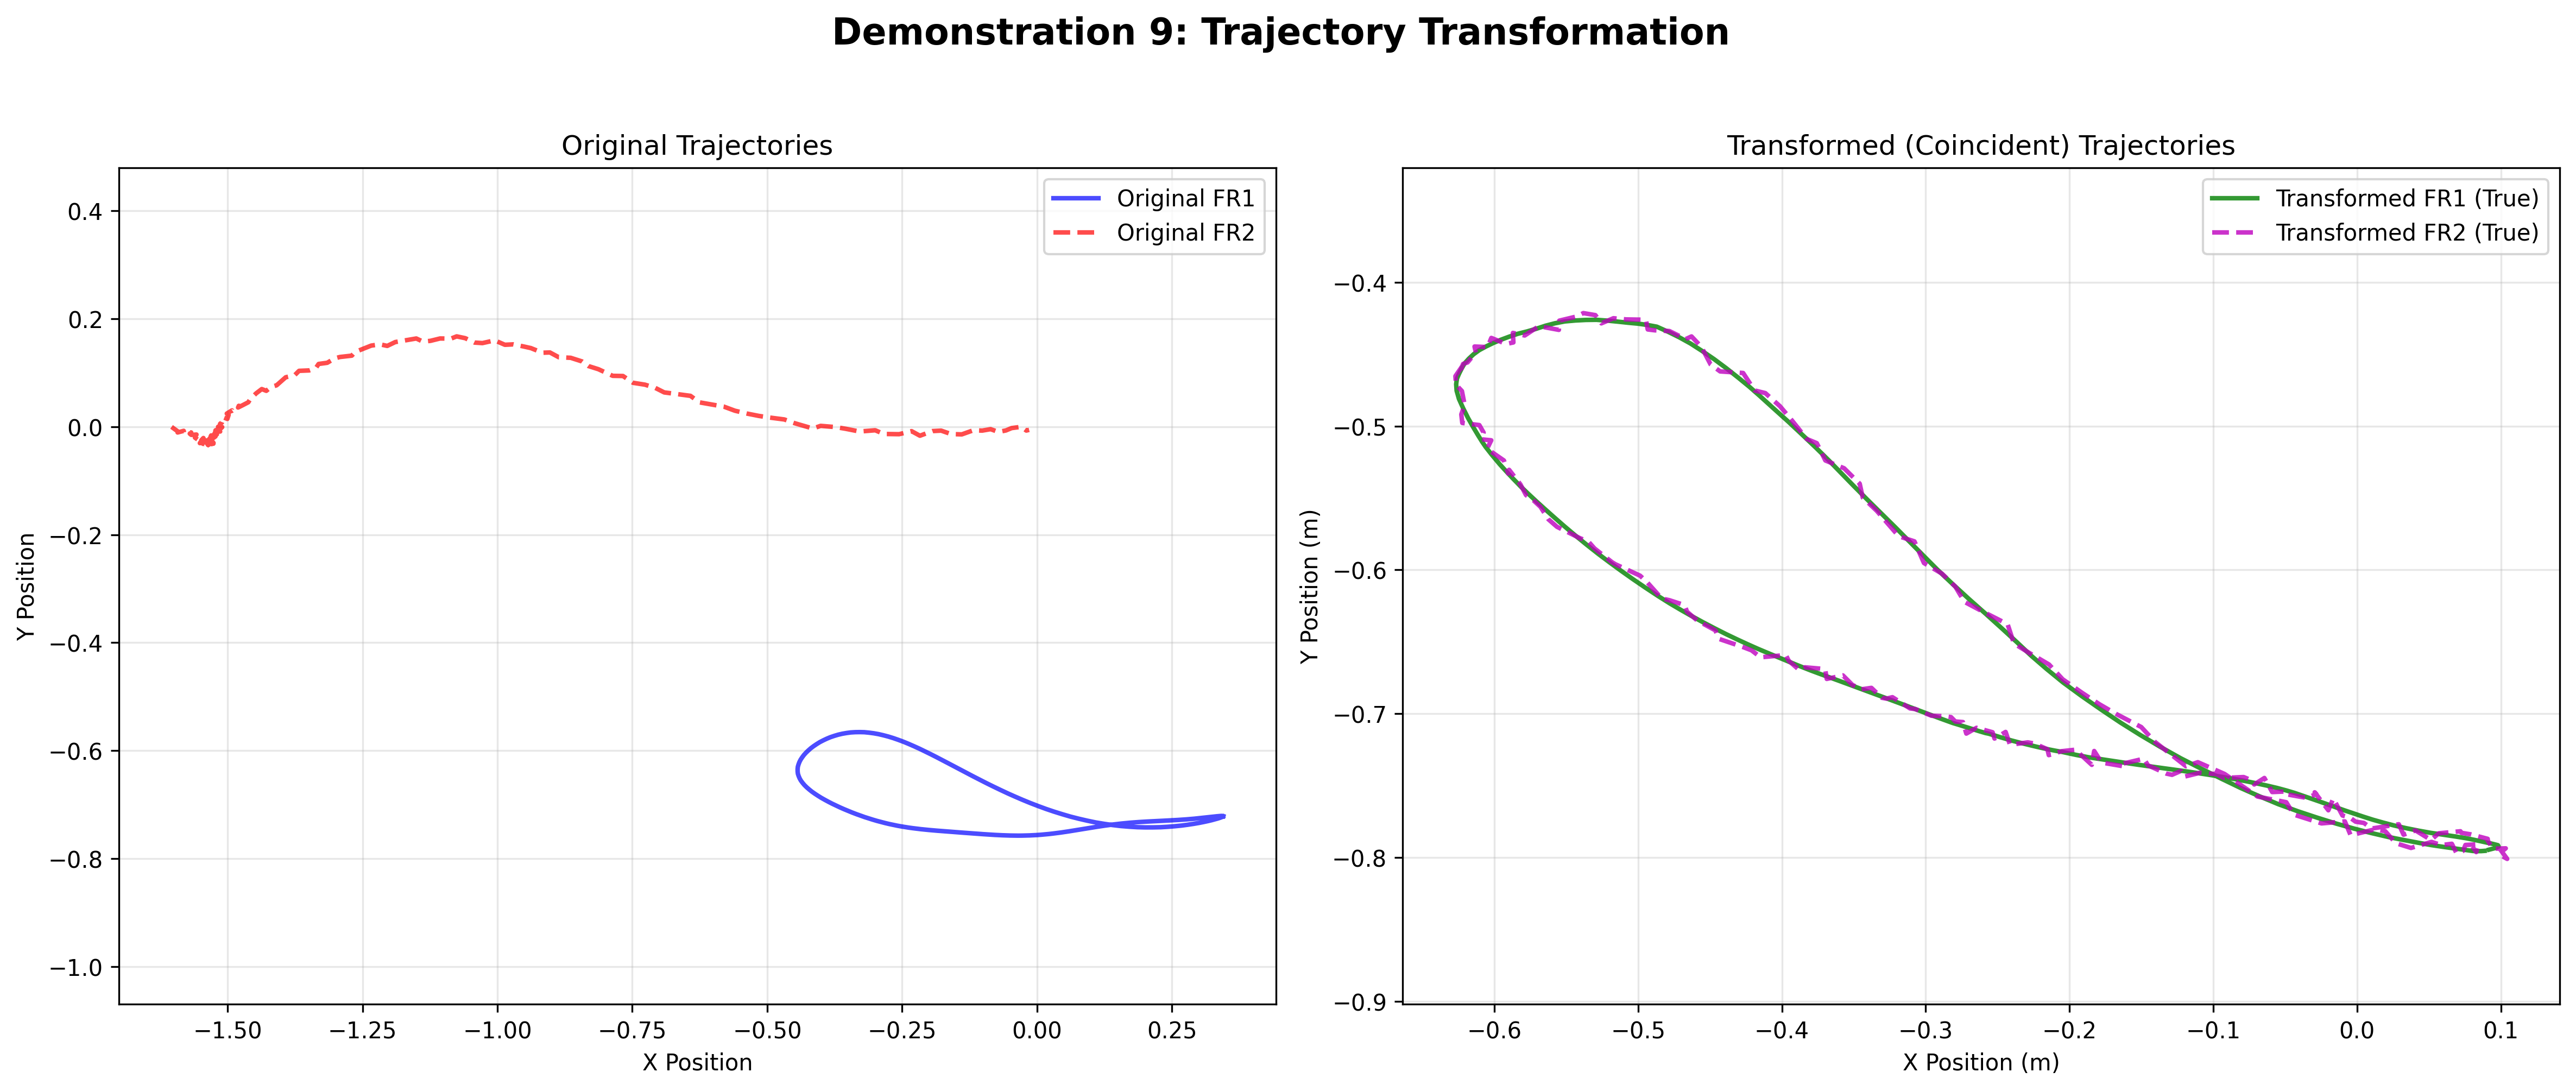 Demonstration 9: Trajectory Transformation
Original Trajectories
Original FR1
Original FR2
Y Position
0.4
0.2
0.0
−0.2
−0.4
−0.6
−0.8
−1.0
−1.50
−1.25
−1.00
−0.75
−0.50
−0.25
0.00
0.25
X Position
Transformed (Coincident) Trajectories
Transformed FR1 (True)
Transformed FR2 (True)
Y Position (m)
−0.4
−0.5
−0.6
−0.7
−0.8
−0.9
−0.6
−0.5
−0.4
−0.3
−0.2
−0.1
0.0
0.1
X Position (m)